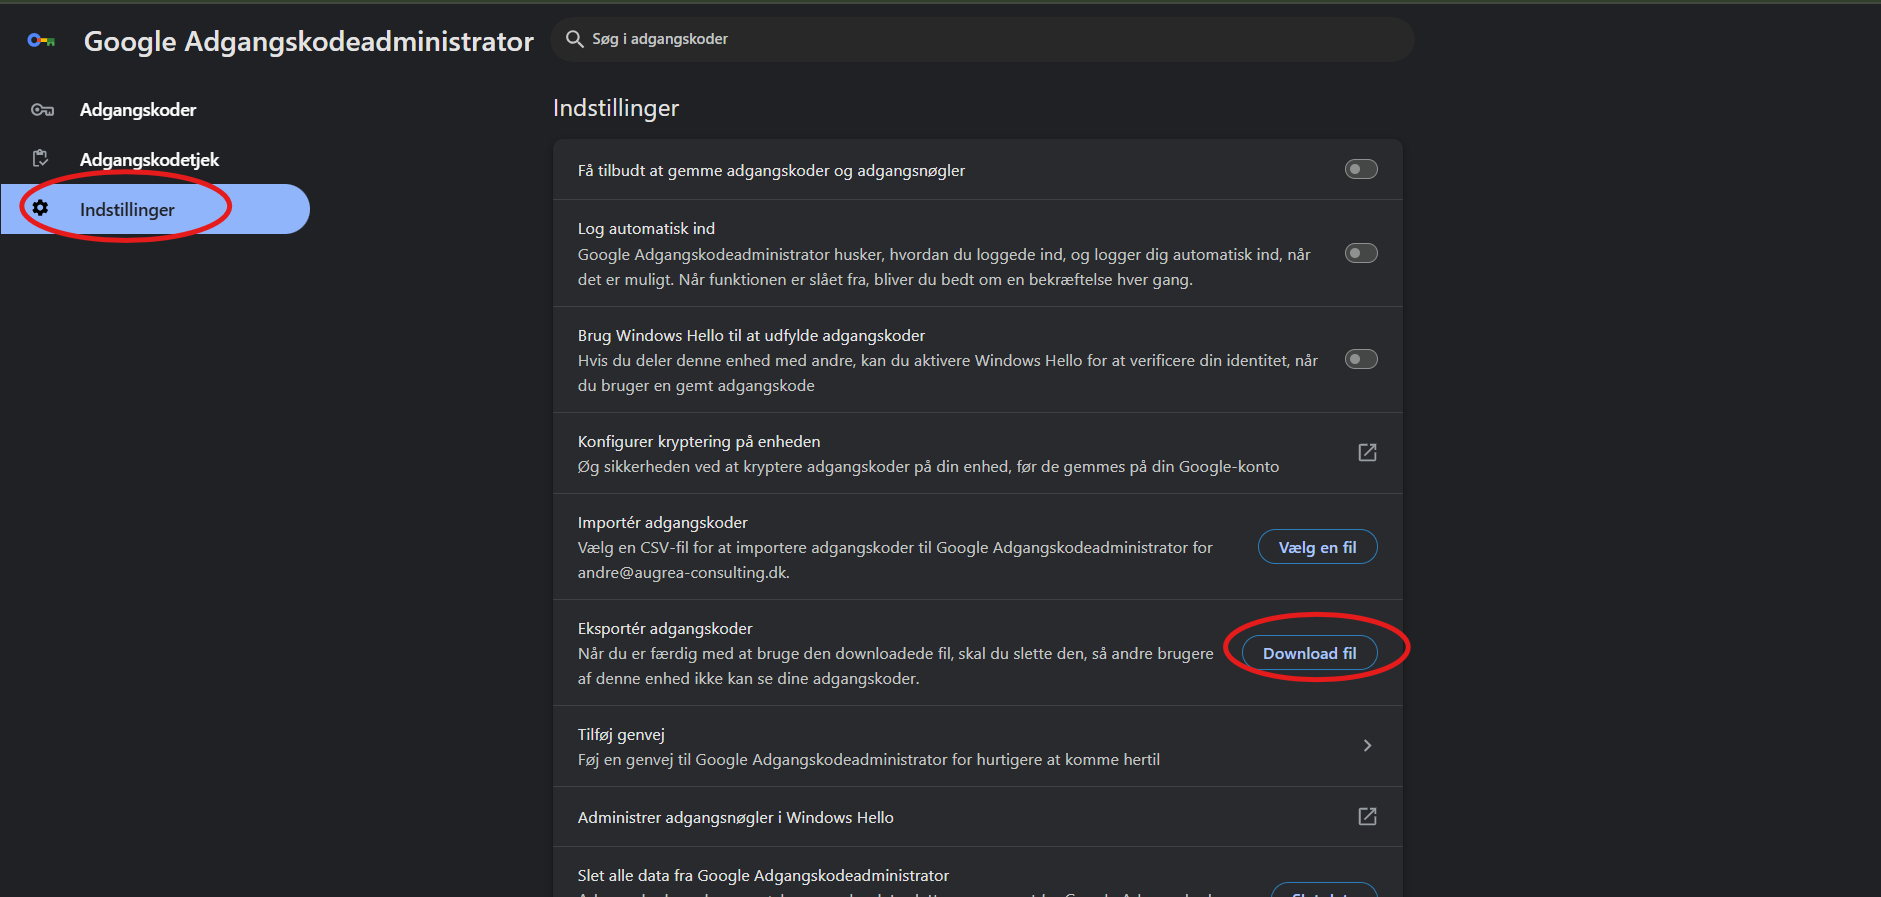 Google Adgangskodeadministrator
Søg i adgangskoder
Adgangskoder
Adgangskodetjek
Indstillinger
Indstillinger
Få tilbudt at gemme adgangskoder og adgangsnøgler
Log automatisk ind
Google Adgangskodeadministrator husker, hvordan du loggede ind, og logger dig automatisk ind, når
det er muligt. Når funktionen er slået fra, bliver du bedt om en bekræftelse hver gang.
Brug Windows Hello til at udfylde adgangskoder
Hvis du deler denne enhed med andre, kan du aktivere Windows Hello for at verificere din identitet, når
du bruger en gemt adgangskode
Konfigurer kryptering på enheden
Øg sikkerheden ved at kryptere adgangskoder på din enhed, før de gemmes på din Google-konto
Importér adgangskoder
Vælg en CSV-fil for at importere adgangskoder til Google Adgangskodeadministrator for
andre@augrea-consulting.dk.
Vælg en fil
Eksportér adgangskoder
Når du er færdig med at bruge den downloadede fil, skal du slette den, så andre brugere
af denne enhed ikke kan se dine adgangskoder.
Download fil
Tilføj genvej
Føj en genvej til Google Adgangskodeadministrator for hurtigere at komme hertil
Administrer adgangsnøgler i Windows Hello
Slet alle data fra Google Adgangskodeadministrator